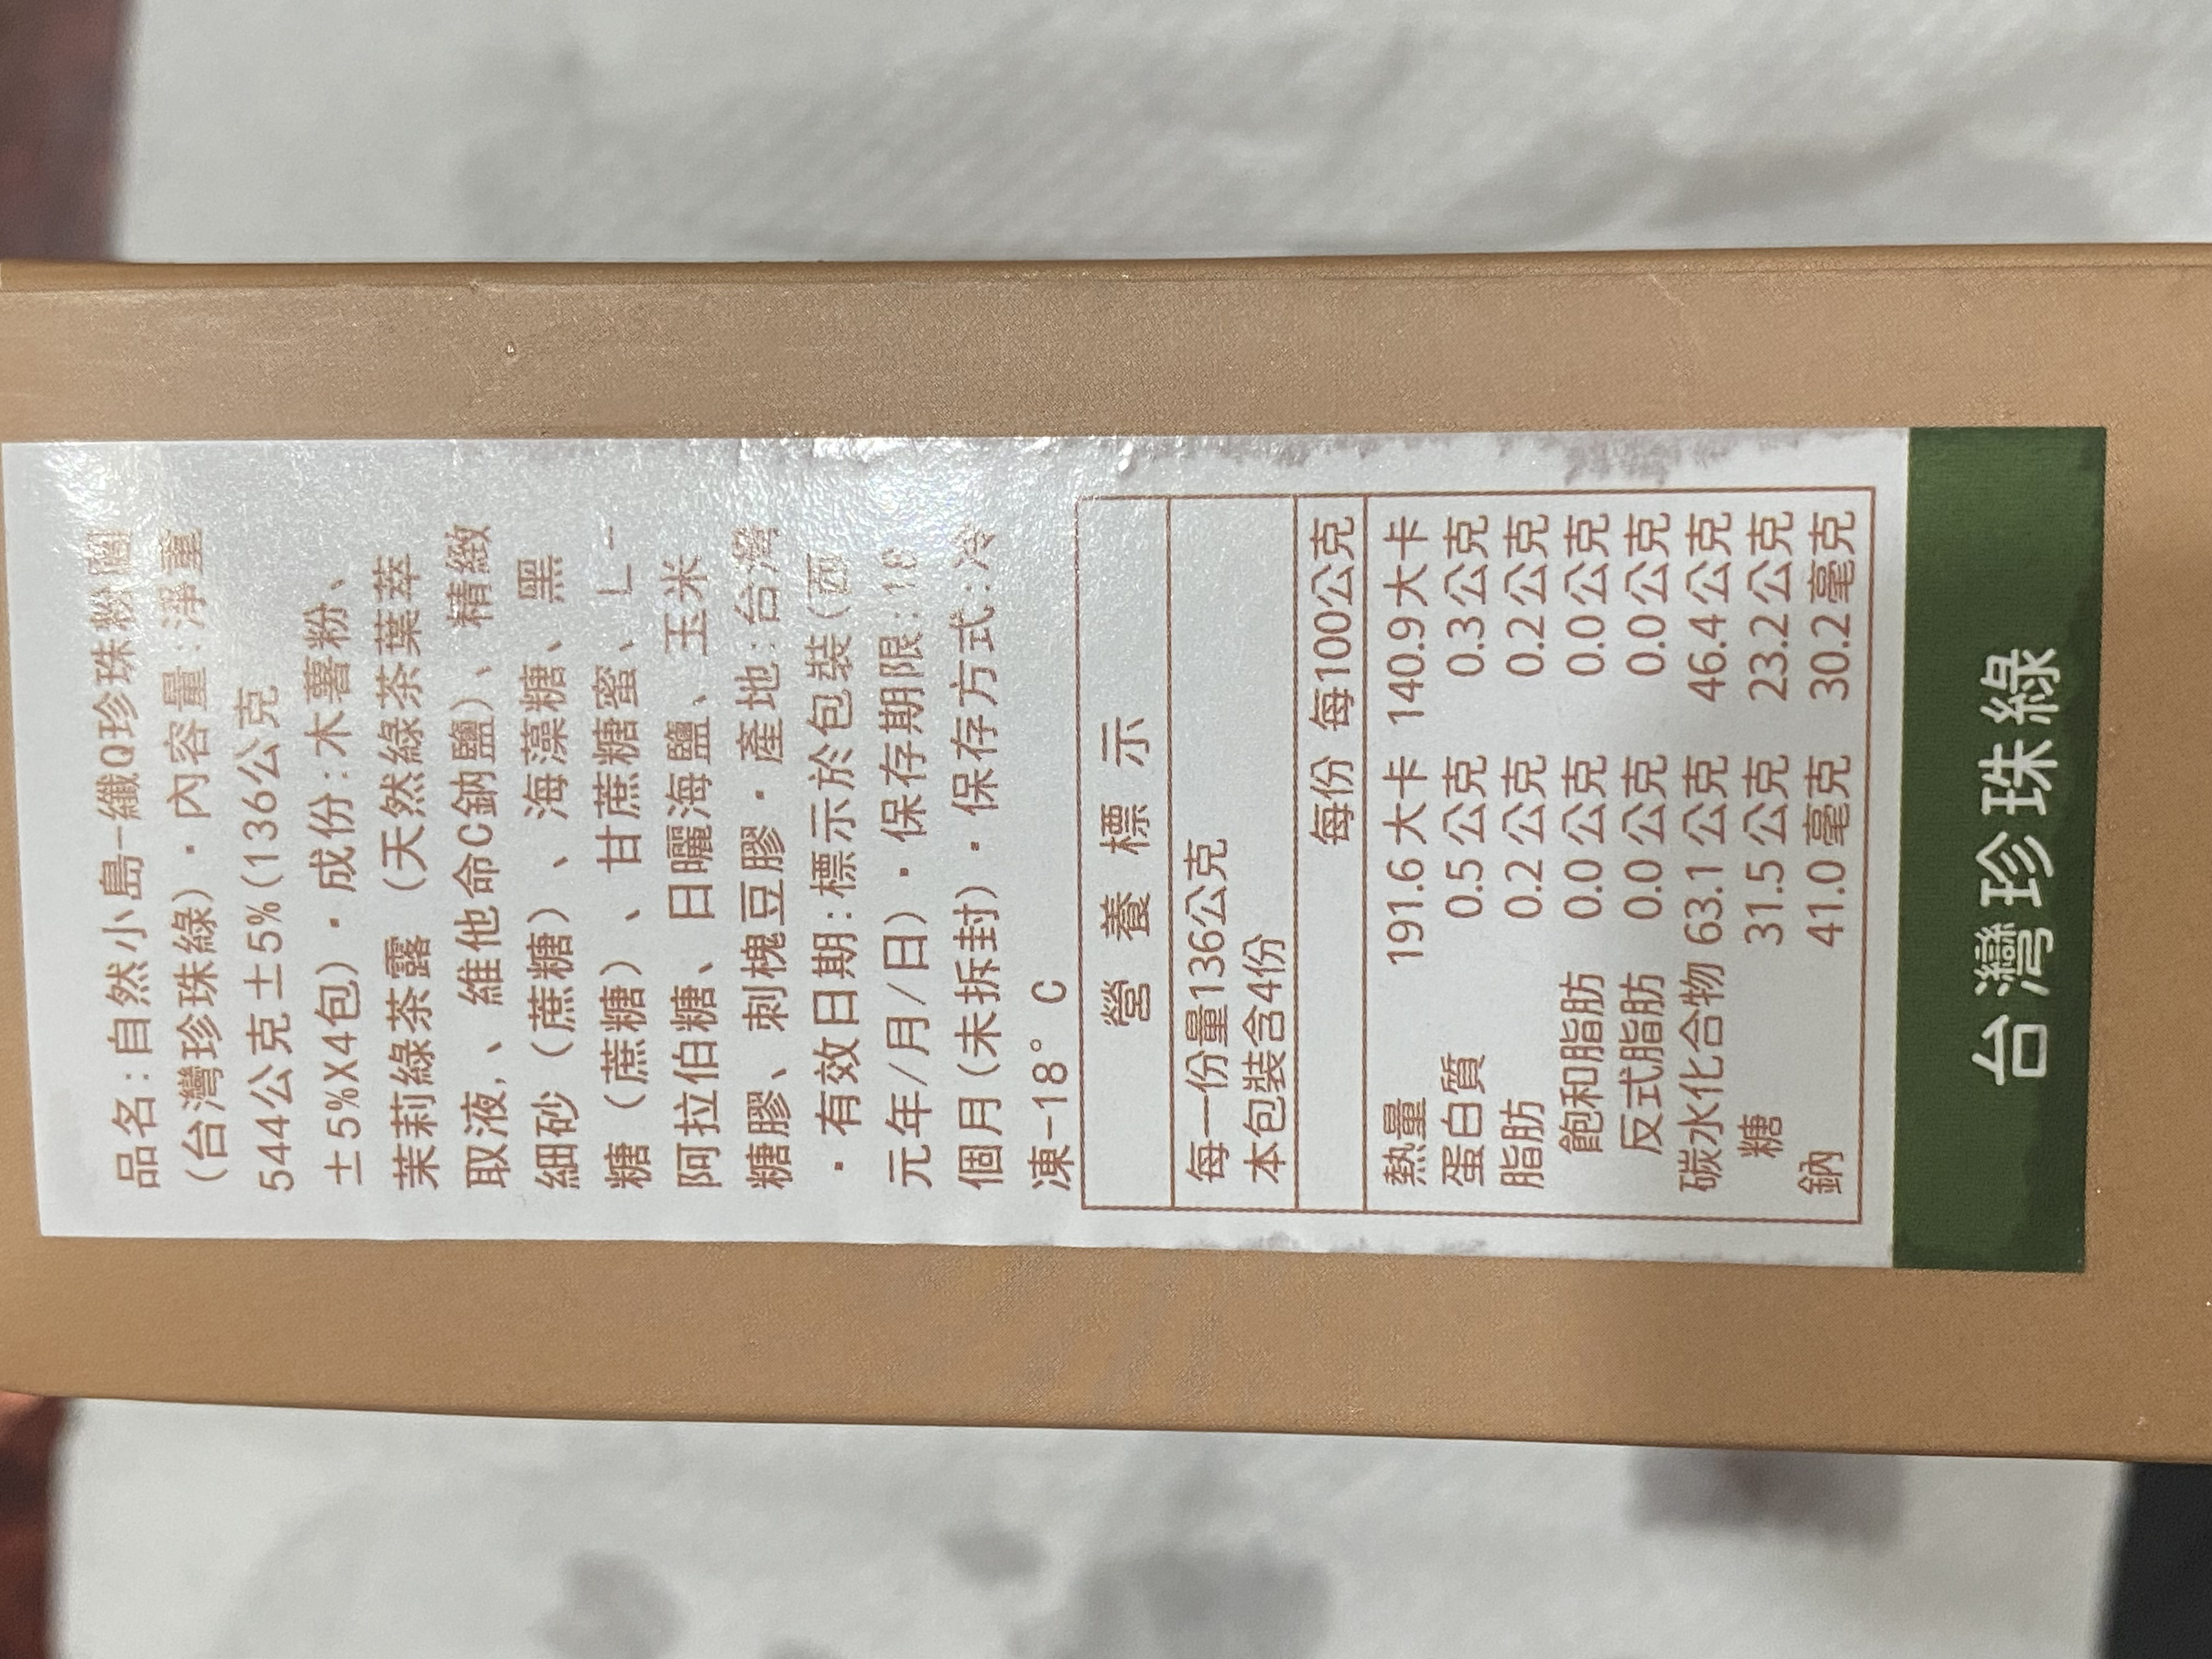 品名:自然小島-纖Q珍珠粉圓
(台灣珍珠綠)・內容量:淨重
544公克±5%(136公克
±5%X4包)・成份:木薯粉、
茉莉綠茶露（天然綠茶葉萃
取液,、維他命C鈉鹽)、精緻
細砂（蔗糖）、海藻糖、黑
糖（蔗糖）、甘蔗糖蜜、L-
阿拉伯糖、日曬海鹽、玉米
糖膠、刺槐豆膠・產地:台灣
・有效日期:標示於包裝(西
元年/月/日)・保存期限:18
個月(未拆封)・保存方式:冷
凍-18°C
營 養 標 示
每一份量136公克
本包裝含4份
每份 每100公克
熱量 191.6大卡 140.9大卡
蛋白質 0.5公克 0.3公克
脂肪 0.2公克 0.2公克
飽和脂肪 0.0公克 0.0公克
反式脂肪 0.0公克 0.0公克
碳水化合物 63.1公克 46.4公克
糖 31.5公克 23.2公克
鈉 41.0毫克 30.2毫克
台灣珍珠綠